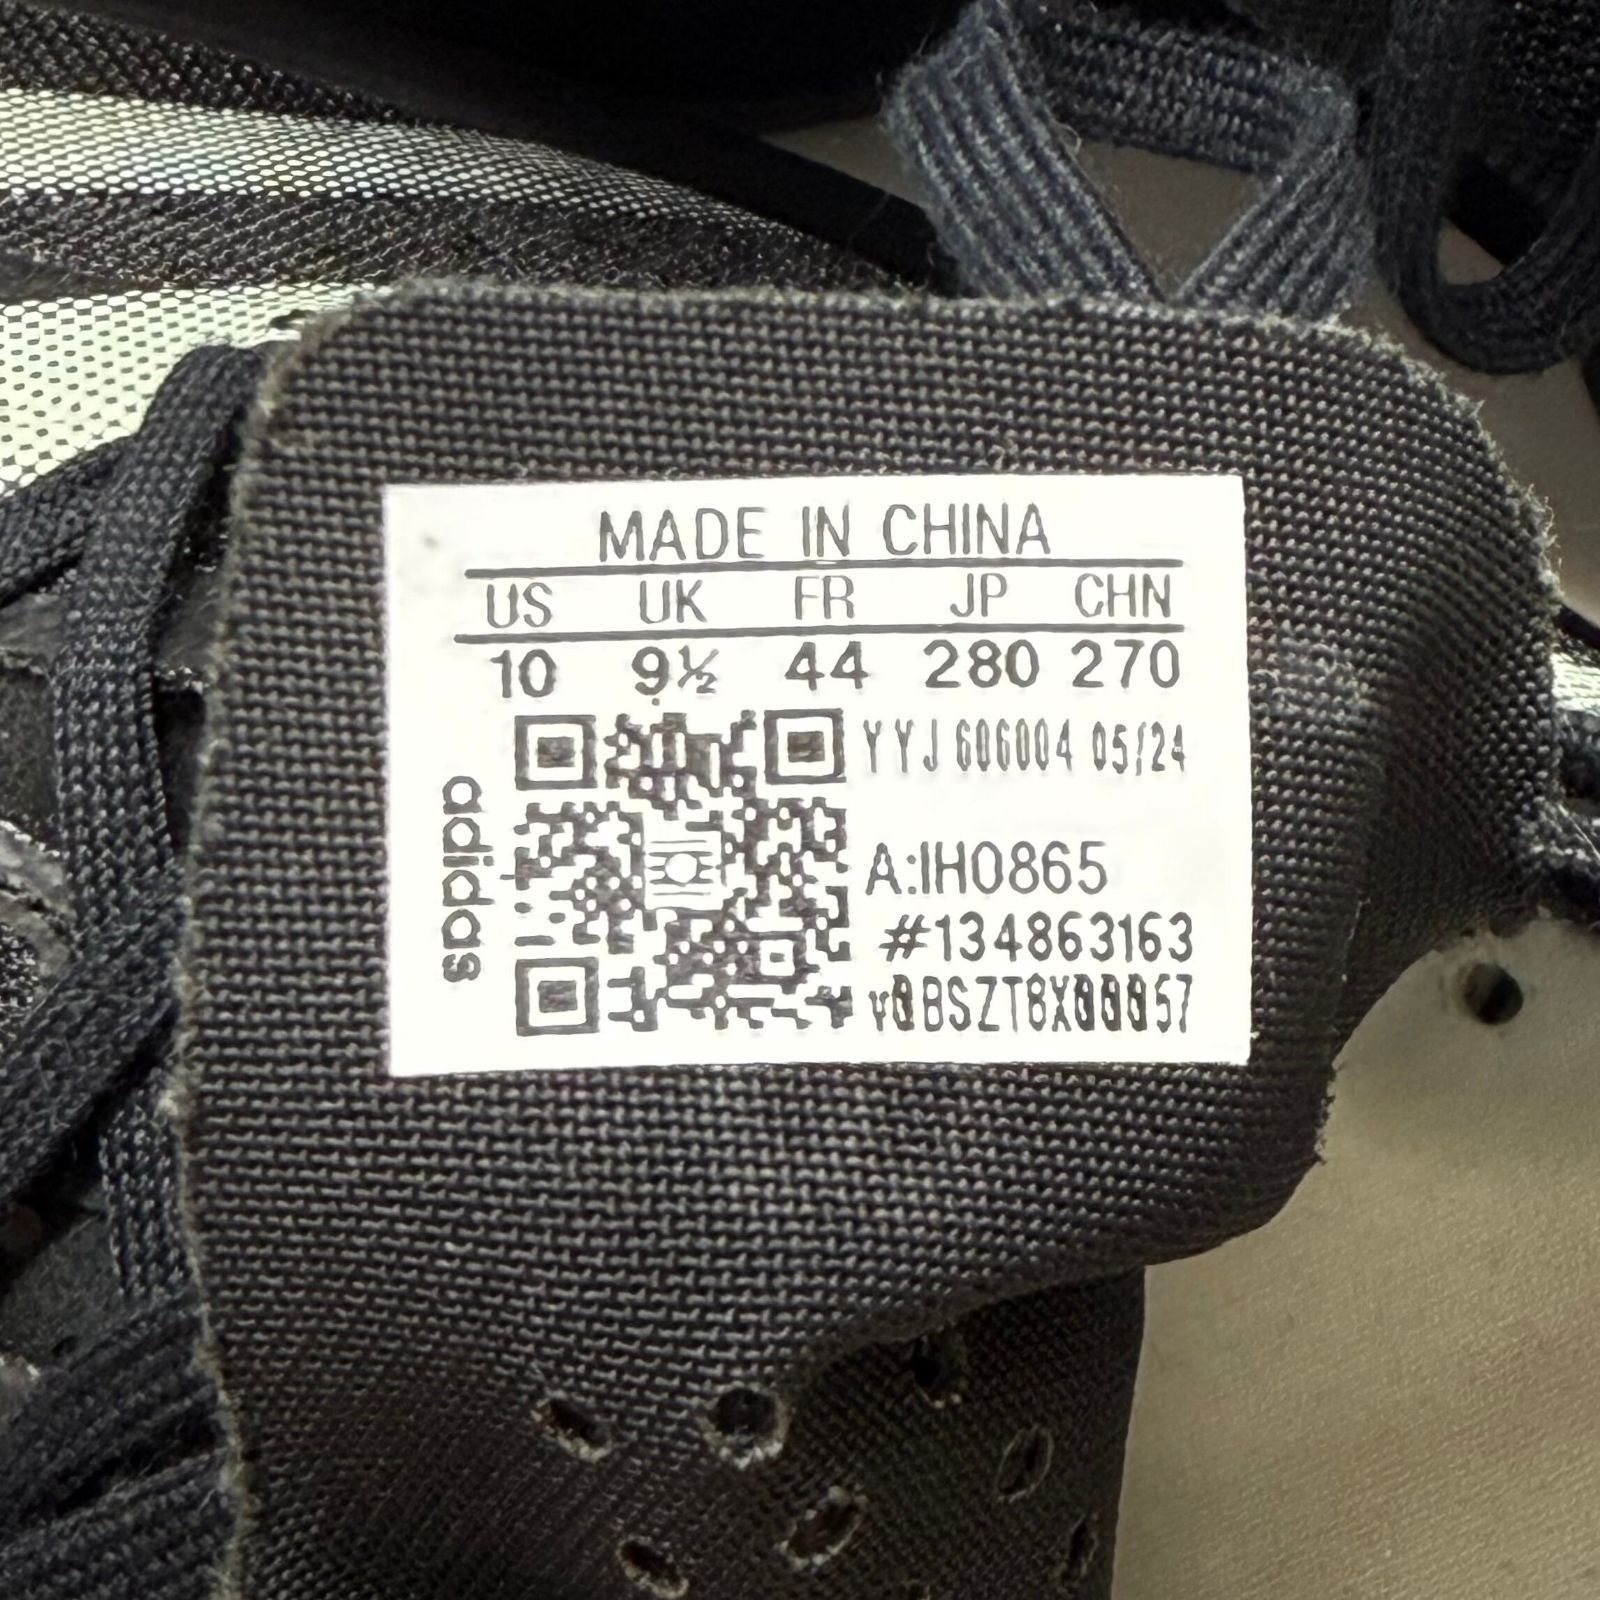 MADE IN CHINA
US UK FR JP CHN
10 9½ 44 280 270
YYJ 606004 05/24
A:IH0865
#134863163
adidas